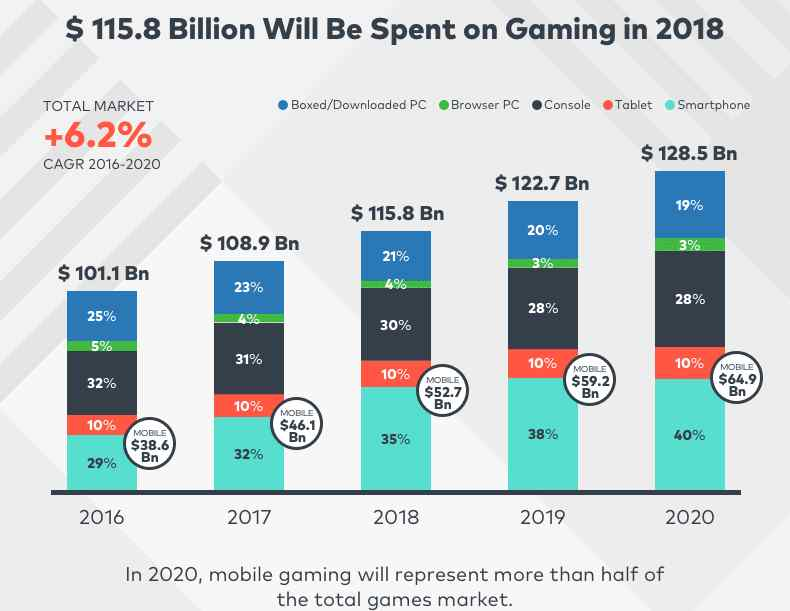 $ 115.8 Billion Will Be Spent on Gaming in 2018
TOTAL MARKET
+6.2%
CAGR 2016-2020
Boxed/Downloaded PC Browser PC Console Tablet Smartphone
$ 101.1 Bn
25%
5%
32%
10%
29%
MOBILE
$38.6
Bn
2016
$ 108.9 Bn
23%
4%
31%
10%
32%
MOBILE
$46.1
Bn
2017
$ 115.8 Bn
21%
4%
30%
10%
35%
MOBILE
$52.7
Bn
2018
$ 122.7 Bn
20%
3%
28%
10%
38%
MOBILE
$59.2
Bn
2019
$ 128.5 Bn
19%
3%
28%
10%
40%
MOBILE
$64.9
Bn
2020
In 2020, mobile gaming will represent more than half of
the total games market.